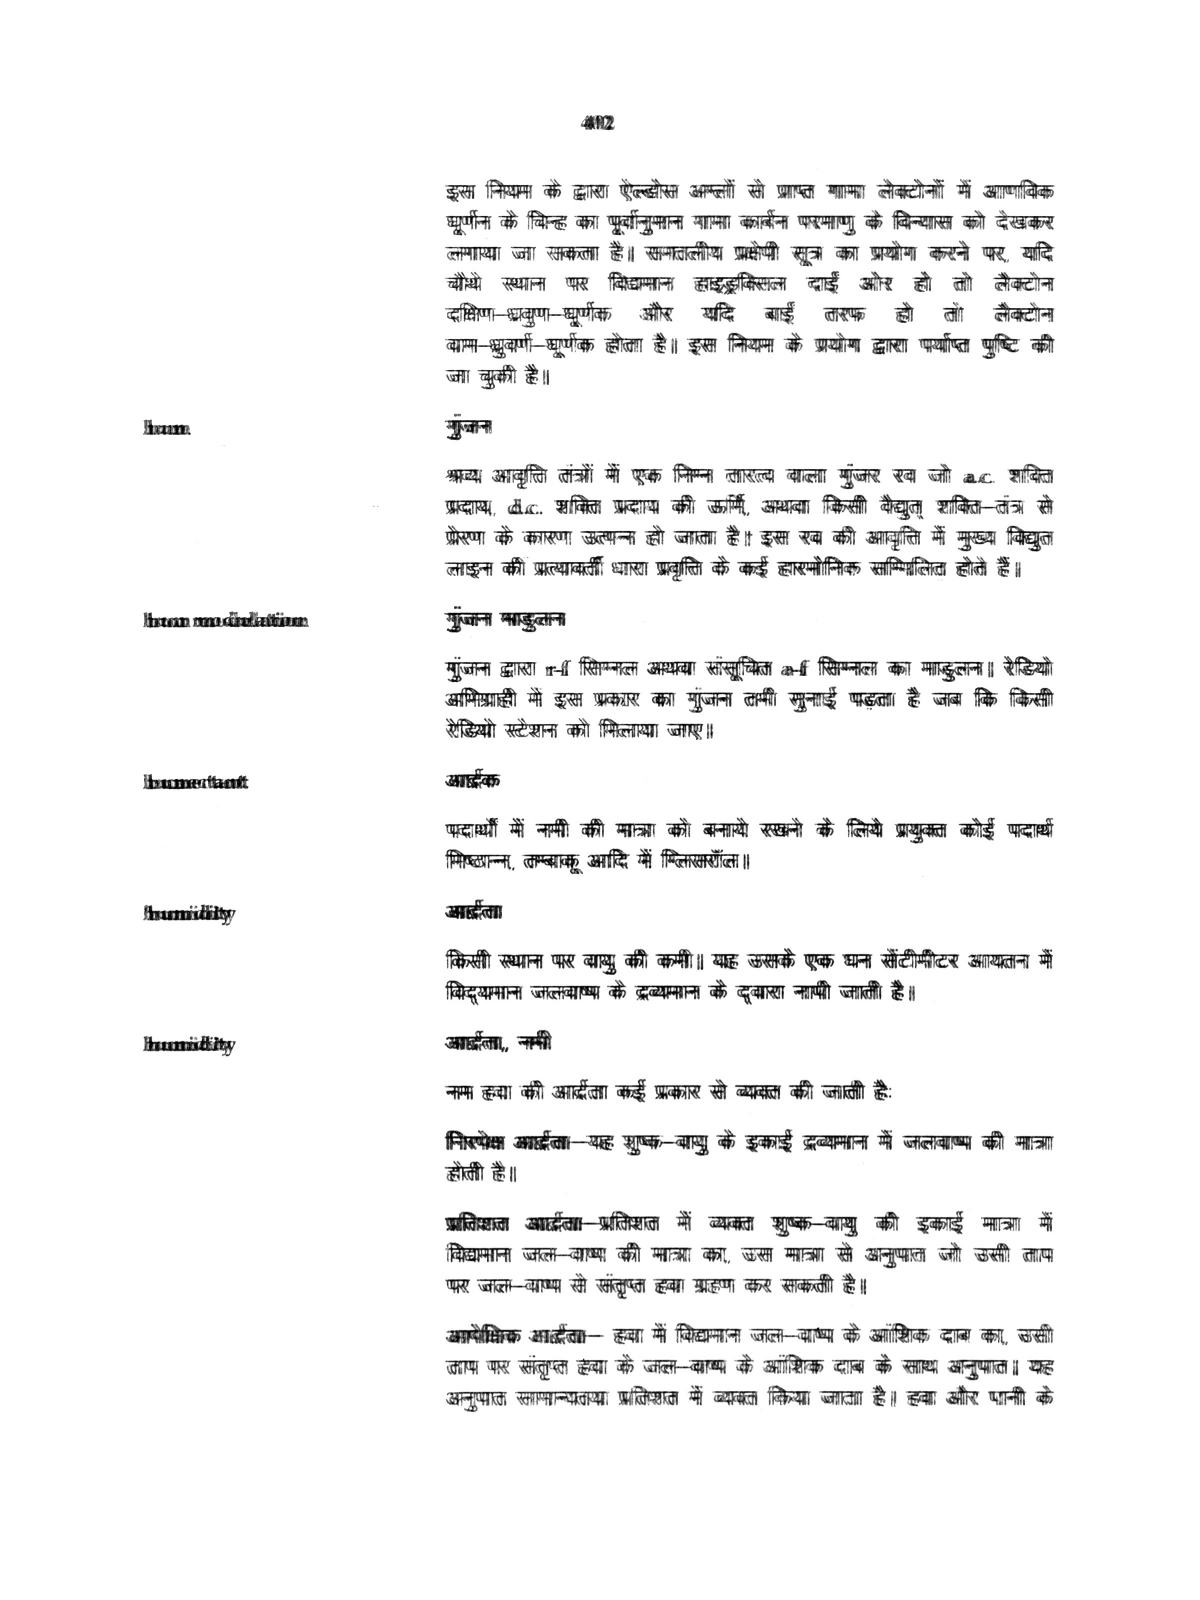 इस नियम के द्वारा ऐल्डोस अम्लों से प्राप्त गामा लैक्टोनों में आणविक
घूर्णन के चिन्ह का पूर्वानुमान गामा कार्बन परमाणु के विन्यास को देखकर
लगाया जा सकता है। समतलीय प्रक्षेपी सूत्र का प्रयोग करने पर, यदि
चौथे स्थान पर विद्यमान हाइड्रक्सिल दाईं ओर हो तो लैक्टोन
दक्षिण-ध्रुवण-घूर्णक और यदि बाईं तरफ हो तो लैक्टोन
वाम-ध्रुवर्ण-घूर्णक होता है। इस नियम के प्रयोग द्वारा पर्याप्त पुष्टि की
जा चुकी है।
hum गुंजन
श्रव्य आवृत्ति तंत्रों में एक निम्न तारत्व वाला गुंजर रव जो a.c. शक्ति
प्रदाय, d.c. शक्ति प्रदाय की ऊर्मि, अथवा किसी वैद्युत् शक्ति-तंत्र से
प्रेरण के कारण उत्पन्न हो जाता है। इस रव की आवृत्ति में मुख्य विद्युत
लाइन की प्रत्यावर्ती धारा प्रवृत्ति के कई हारमोनिक सम्मिलित होते हैं।
hum modulation गुंजन माडुलन
गुंजन द्वारा r-f सिग्नल अथवा संसूचित a-f सिग्नल का माडुलन। रेडियो
अभिग्राही में इस प्रकार का गुंजन तभी सुनाई पड़ता है जब कि किसी
रेडियो स्टेशन को मिलाया जाए।
humectant आर्द्रक
पदार्थों में नमी की मात्रा को बनाये रखने के लिये प्रयुक्त कोई पदार्थ
मिष्ठान्न, तम्बाकू आदि में ग्लिसरॉल।
humidity आर्द्रता
किसी स्थान पर वायु की कमी। यह उसके एक घन सेंटीमीटर आयतन में
विद्यमान जलवाष्प के द्रव्यमान के द्वारा नापी जाती है।
humidity आर्द्रता, नमी
नम हवा की आर्द्रता कई प्रकार से व्यक्त की जाती है:
निरपेक्ष आर्द्रता-यह शुष्क-वायु के इकाई द्रव्यमान में जलवाष्प की मात्रा
होती है।
प्रतिशत आर्द्रता-प्रतिशत में व्यक्त शुष्क-वायु की इकाई मात्रा में
विद्यमान जल-वाष्प की मात्रा का, उस मात्रा से अनुपात जो उसी ताप
पर जल-वाष्प से संतृप्त हवा ग्रहण कर सकती है।
आपेक्षिक आर्द्रता- हवा में विद्यमान जल-वाष्प के आंशिक दाब का, उसी
ताप पर संतृप्त हवा के जल-वाष्प के आंशिक दाब के साथ अनुपात। यह
अनुपात सामान्यतया प्रतिशत में व्यक्त किया जाता है। हवा और पानी के